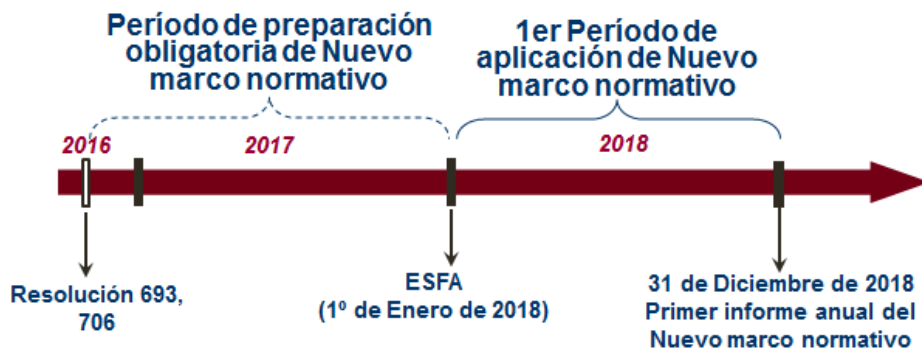 Período de preparación
obligatoria de Nuevo
marco normativo
1er Período de
aplicación de Nuevo
marco normativo
2016
2017
2018
Resolución 693,
706
ESFA
(1º de Enero de 2018)
31 de Diciembre de 2018
Primer informe anual del
Nuevo marco normativo